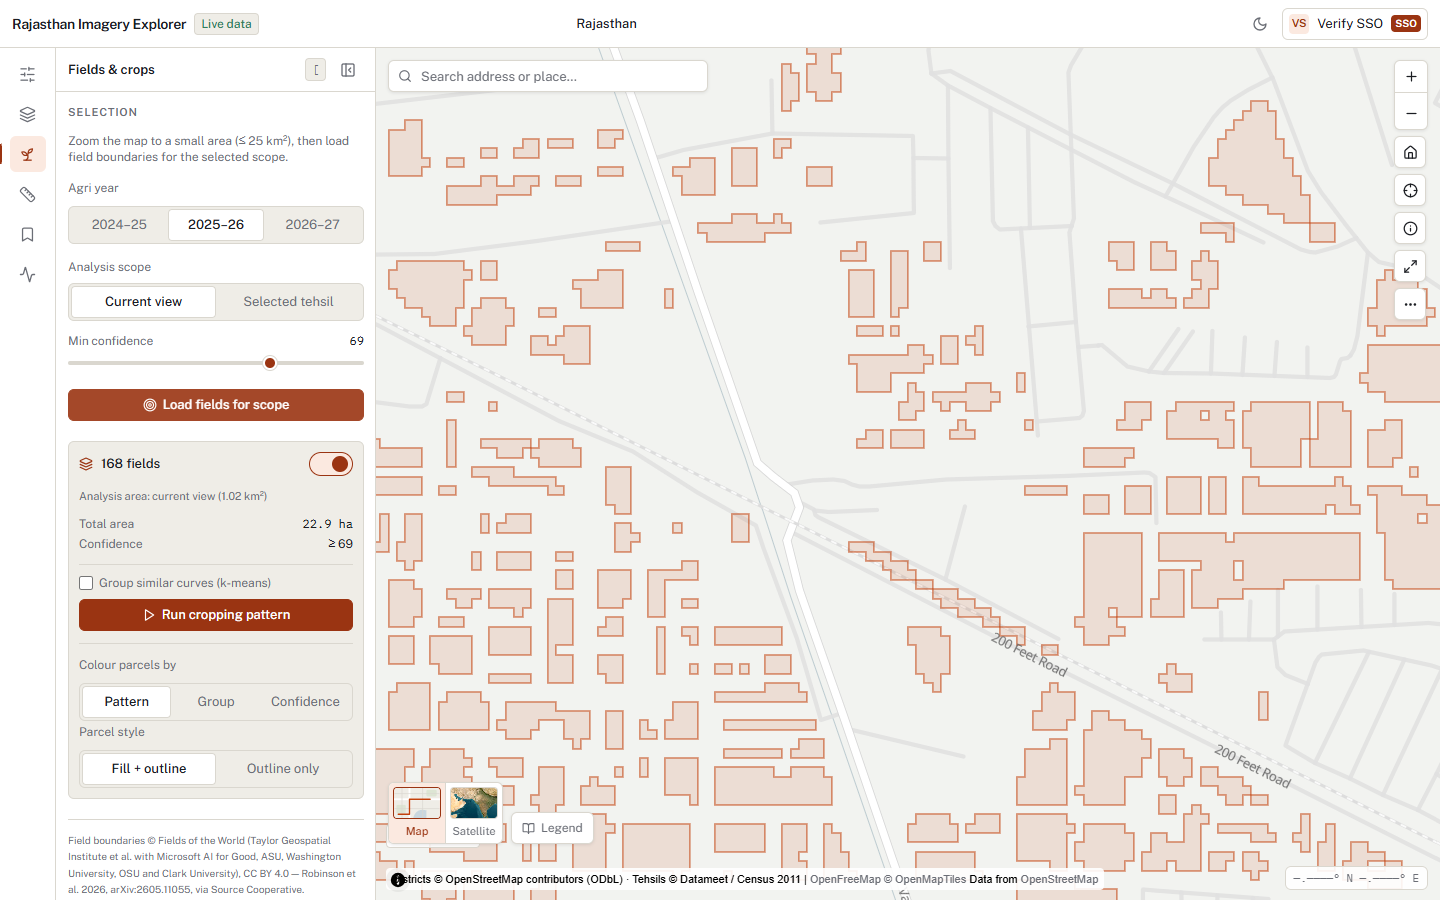 Rajasthan Imagery Explorer
Live data
Rajasthan
VS
Verify SSO
SSO
Fields & crops
Search address or place...
SELECTION
Zoom the map to a small area (≤ 25 km²), then load
field boundaries for the selected scope.
Agri year
2024–25
2025–26
2026–27
Analysis scope
Current view
Selected tehsil
Min confidence
69
Load fields for scope
168 fields
Analysis area: current view (1.02 km²)
Total area
22.9 ha
Confidence
≥69
Group similar curves (k-means)
Run cropping pattern
Colour parcels by
Pattern
Group
Confidence
Parcel style
Fill + outline
Outline only
Field boundaries © Fields of the World (Taylor Geospatial
Institute et al. with Microsoft AI for Good, ASU, Washington
University, OSU and Clark University), CC BY 4.0 — Robinson et
al. 2026, arXiv:2605.11055, via Source Cooperative.
200 Feet Road
200 Feet Road
Map
Satellite
Legend
stricts © OpenStreetMap contributors (ODbL) · Tehsils © Datameet / Census 2011 | OpenFreeMap © OpenMapTiles Data from OpenStreetMap
—.————° N —.————° E